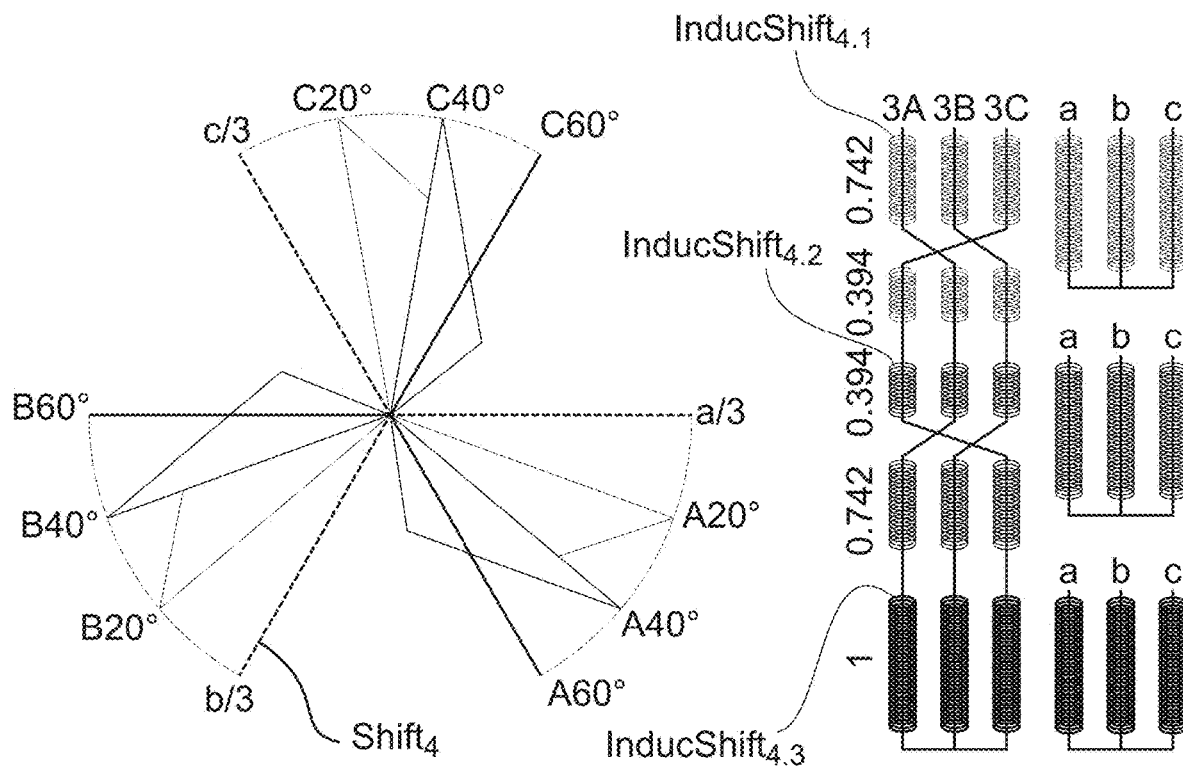 InducShift4.1
C20° C40°
c/3 C60°
3A 3B 3C a b c
0.742
InducShift4.2
0.394
a b c
B60° a/3
0.394
B40° A20°
0.742
B20° A40°
a b c
b/3 A60°
1
Shift4
InducShift4.3